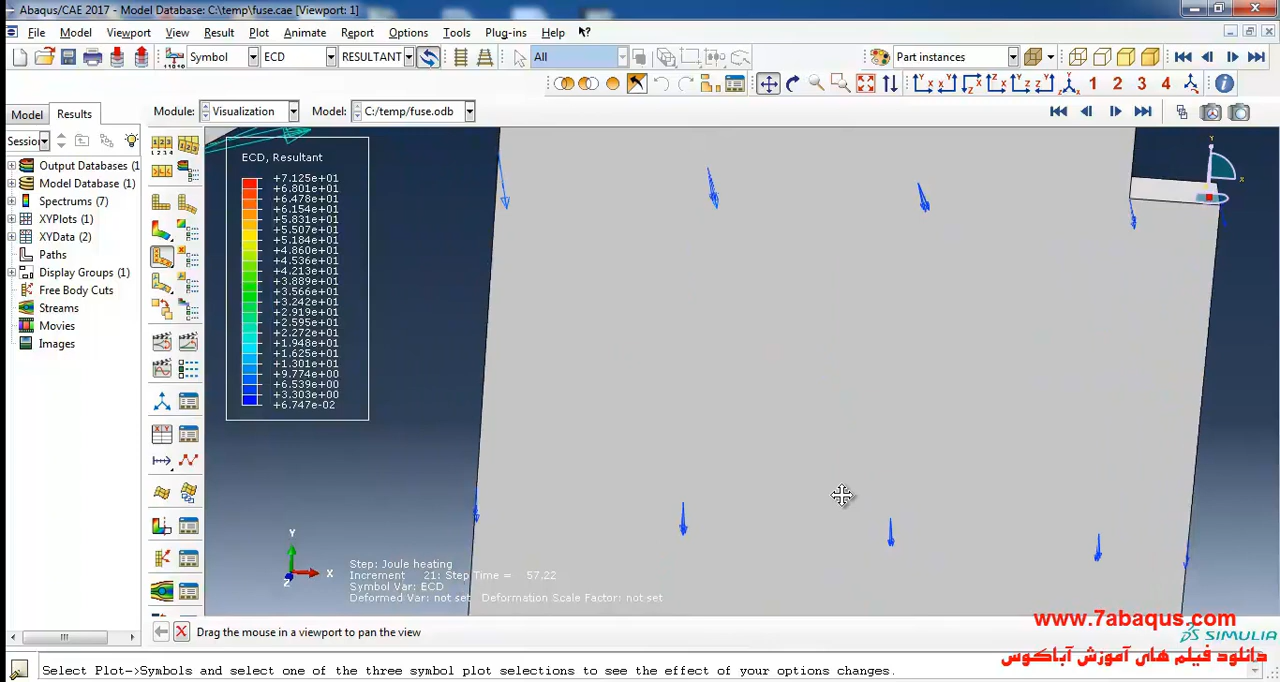 Abaqus/CAE 2017 - Model Database: C:\temp\fuse.cae [Viewport: 1]
File Model Viewport View Result Plot Animate Report Options Tools Plug-ins Help
Symbol ECD RESULTANT All Part instances
1 2 3 4
Module: Visualization Model: C:/temp/fuse.odb
Model Results
Session
Output Databases (1
Model Database (1)
Spectrums (7)
XYPlots (1)
XYData (2)
Paths
Display Groups (1)
Free Body Cuts
Streams
Movies
Images
ECD, Resultant
+7.125e+01
+6.801e+01
+6.478e+01
+6.154e+01
+5.831e+01
+5.507e+01
+5.184e+01
+4.860e+01
+4.536e+01
+4.213e+01
+3.889e+01
+3.566e+01
+3.242e+01
+2.919e+01
+2.595e+01
+2.272e+01
+1.948e+01
+1.625e+01
+1.301e+01
+9.774e+00
+6.539e+00
+3.303e+00
+6.747e-02
Y
X
Z
Step: Joule heating
Increment 21: Step Time = 57.22
Symbol Var: ECD
Deformed Var: not set Deformation Scale Factor: not set
www.7abaqus.com
SIMULIA
دانلود فیلم های آموزش آباکوس
Drag the mouse in a viewport to pan the view
Select Plot->Symbols and select one of the three symbol plot selections to see the effect of your options changes.